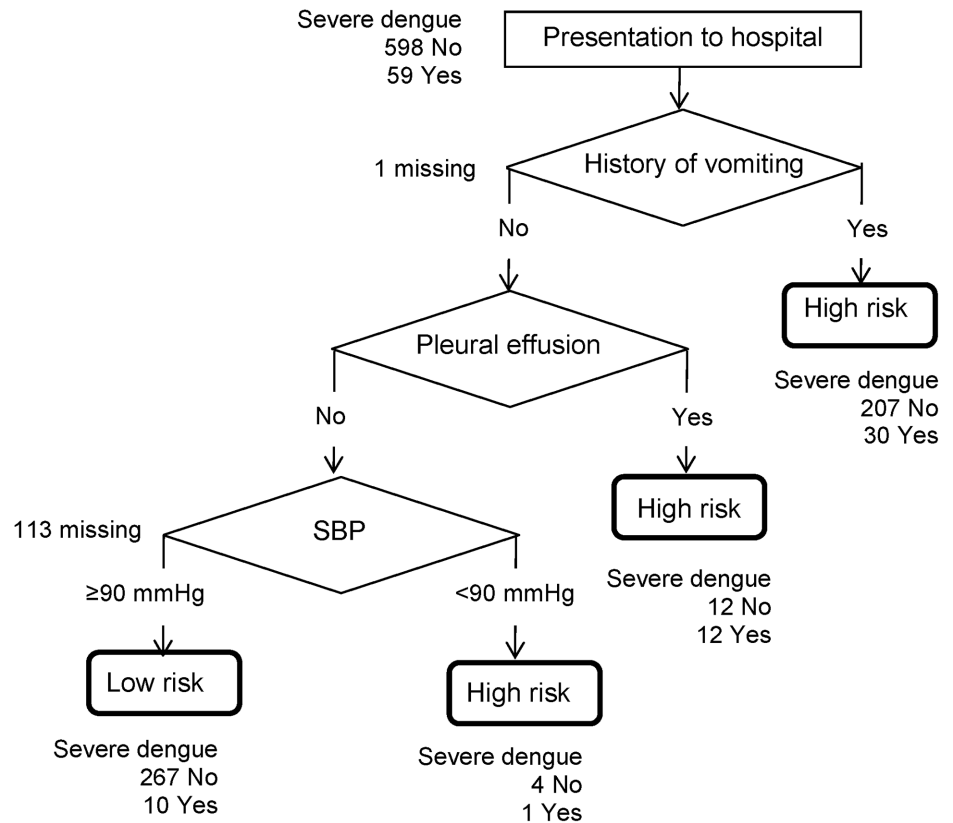 Severe dengue
598 No
59 Yes
Presentation to hospital
1 missing
History of vomiting
No
Yes
High risk
Severe dengue
207 No
30 Yes
Pleural effusion
No
Yes
High risk
Severe dengue
12 No
12 Yes
113 missing
SBP
≥90 mmHg
<90 mmHg
Low risk
Severe dengue
267 No
10 Yes
High risk
Severe dengue
4 No
1 Yes